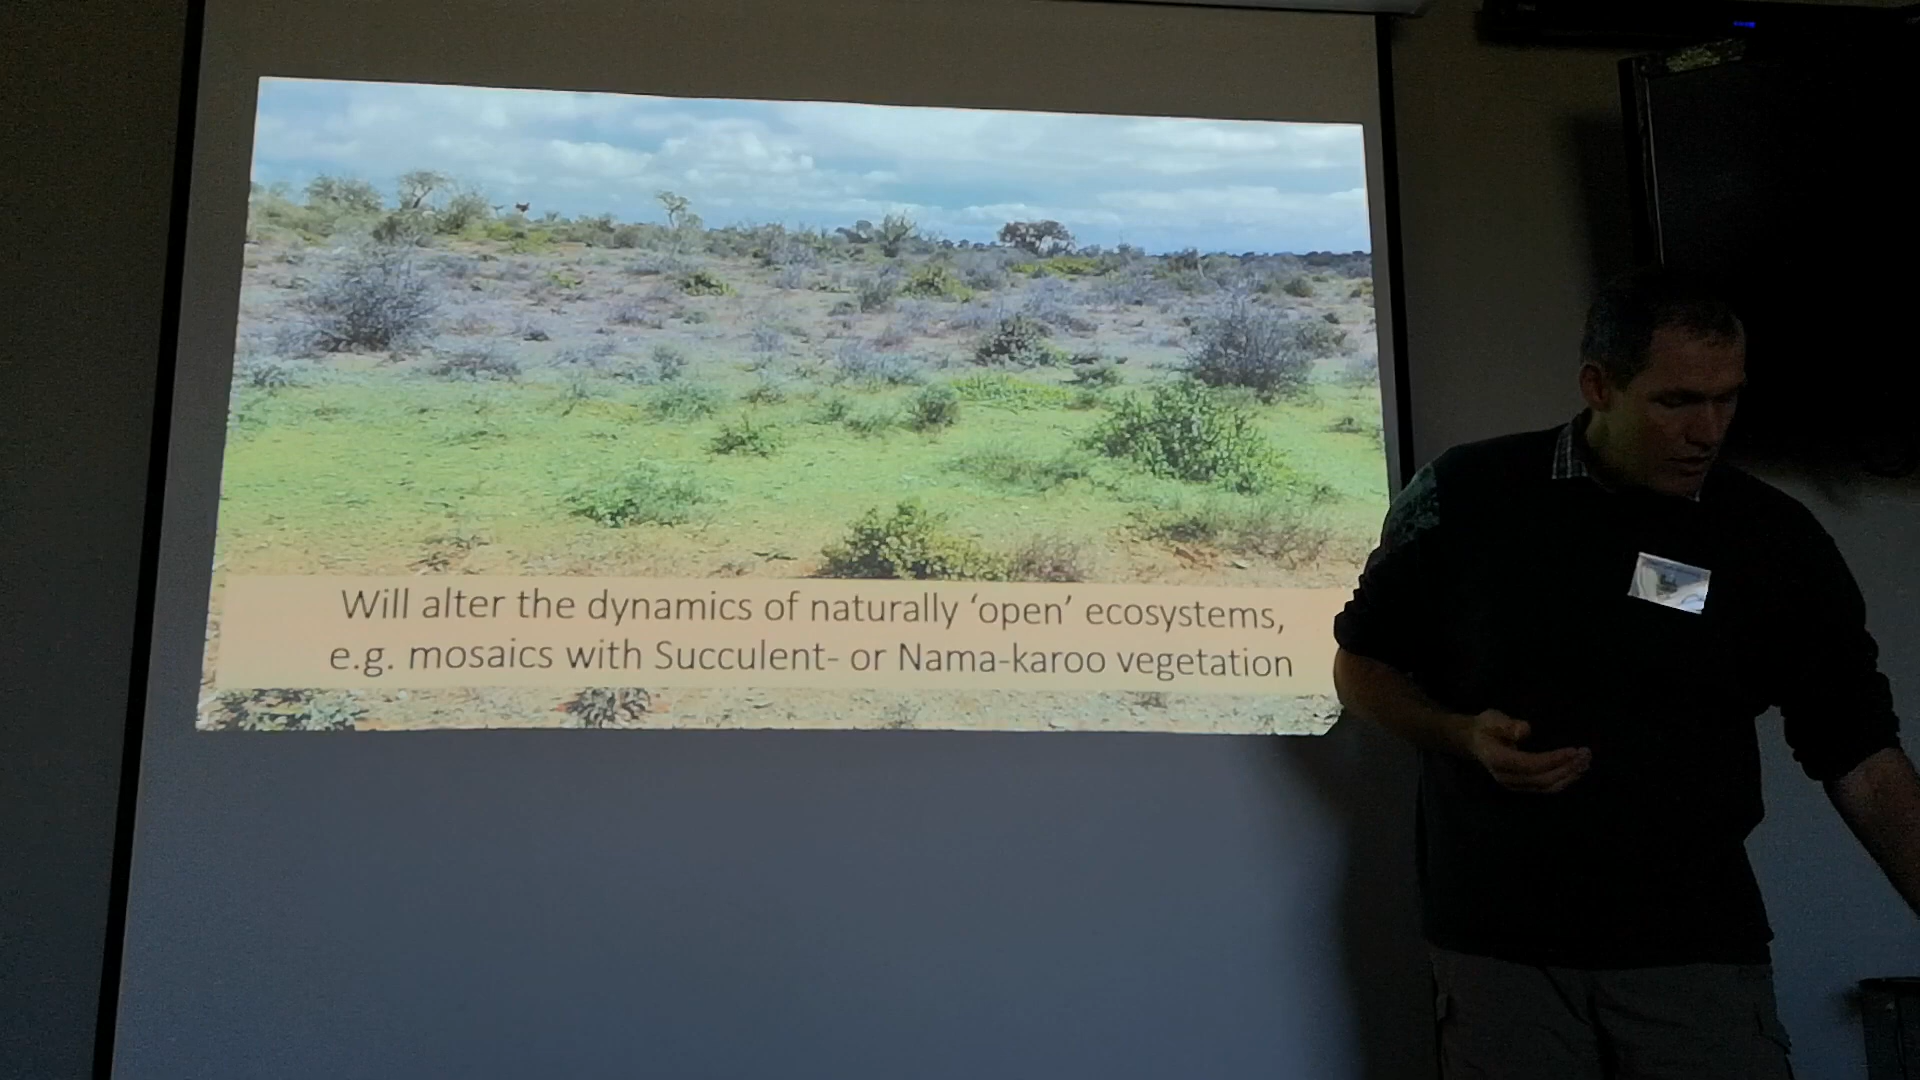 Will alter the dynamics of naturally ‘open’ ecosystems,
e.g. mosaics with Succulent- or Nama-karoo vegetation